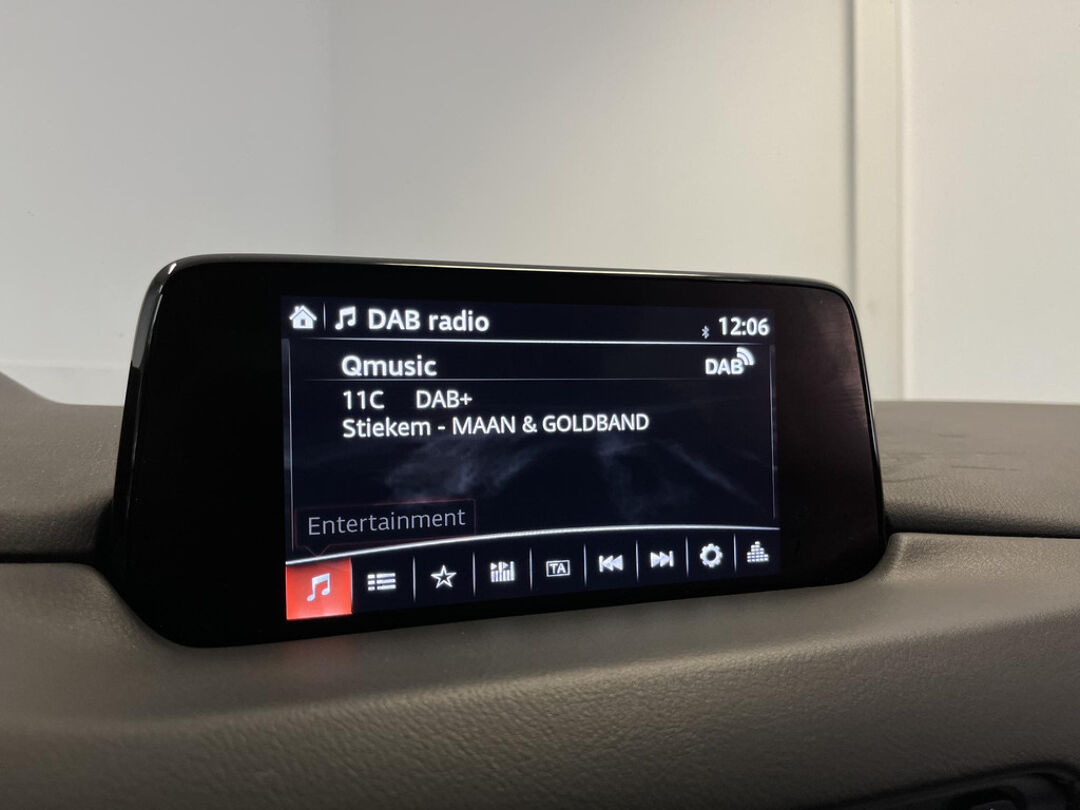 DAB radio 12:06
Qmusic DAB
11C DAB+
Stiekem - MAAN & GOLDBAND
Entertainment
TA